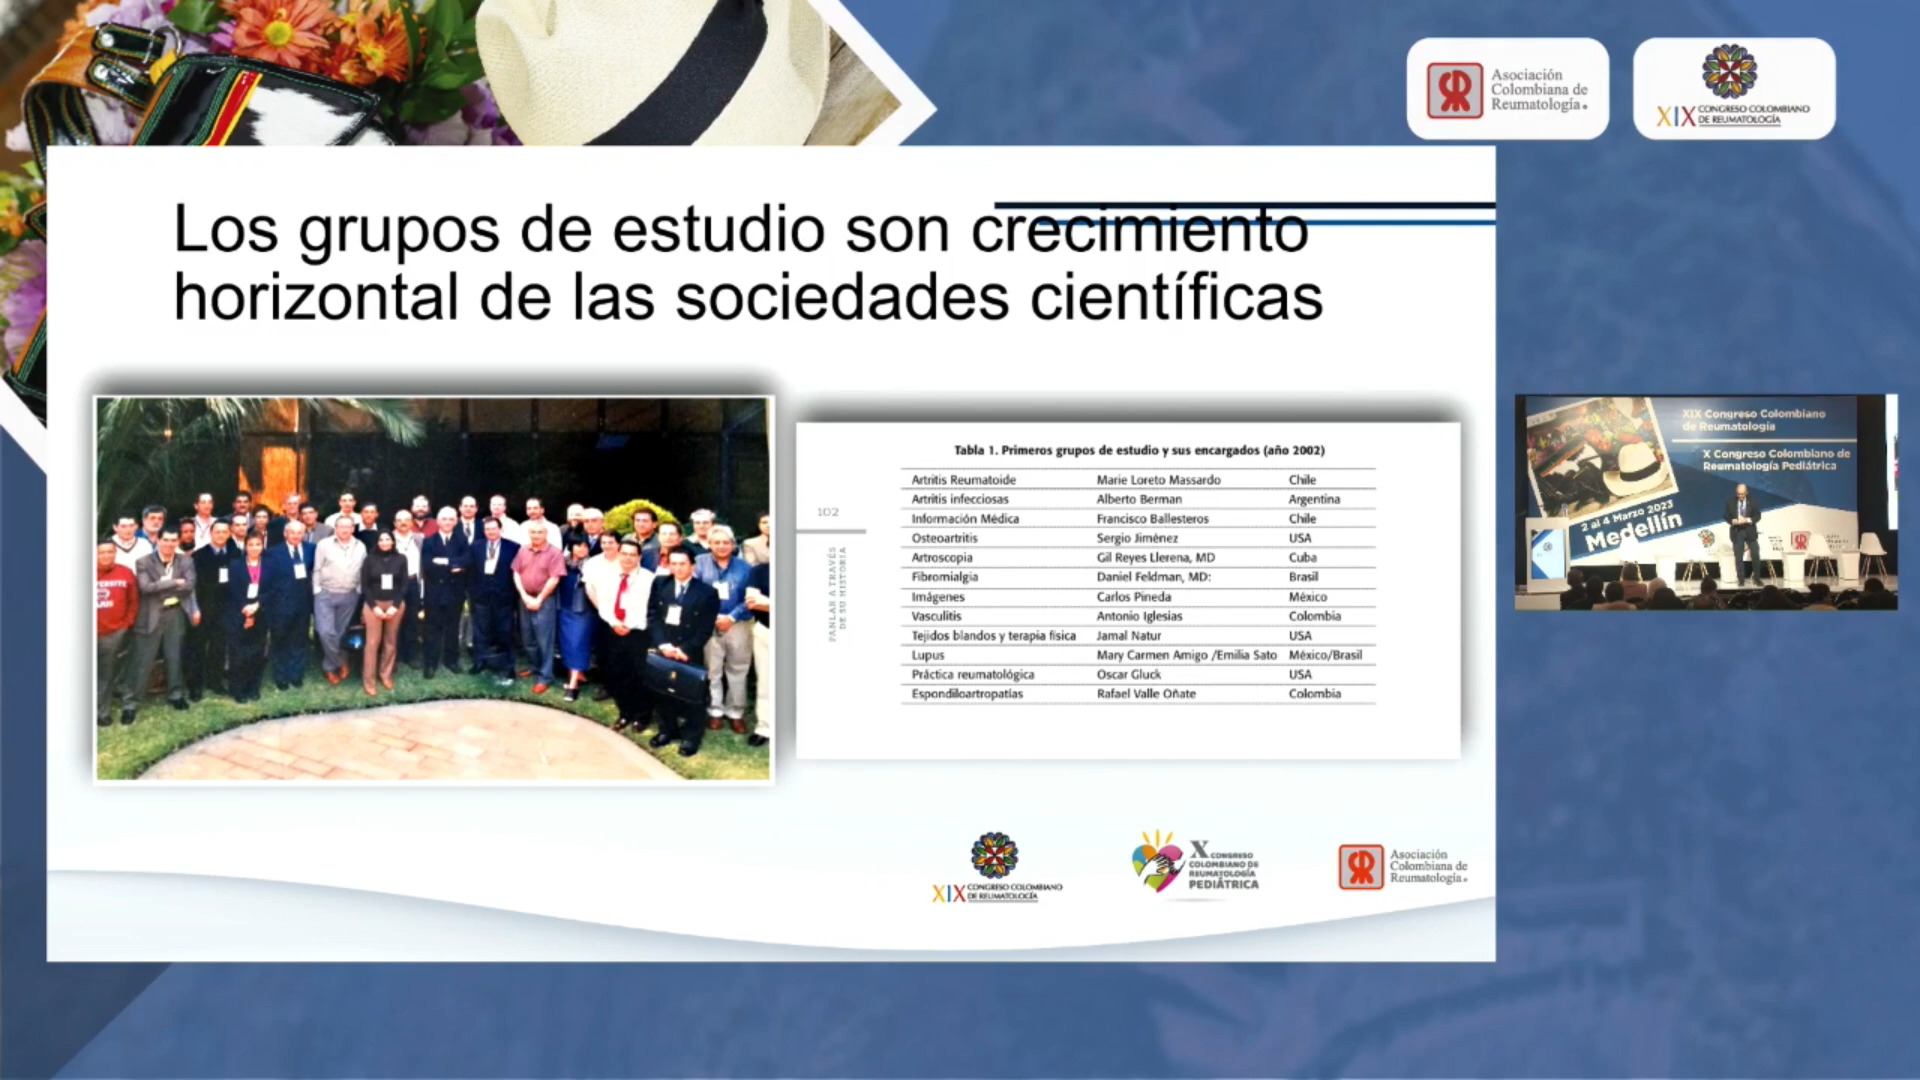 Asociación
Colombiana de
Reumatología.
XIX CONGRESO COLOMBIANO
DE REUMATOLOGÍA
Los grupos de estudio son crecimiento
horizontal de las sociedades científicas
Tabla 1. Primeros grupos de estudio y sus encargados (año 2002)
Artritis Reumatoide Marie Loreto Massardo Chile
Artritis infecciosas Alberto Berman Argentina
Información Médica Francisco Ballesteros Chile
Osteoartritis Sergio Jiménez USA
Artroscopia Gil Reyes Llerena, MD Cuba
Fibromialgia Daniel Feldman, MD: Brasil
Imágenes Carlos Pineda México
Vasculitis Antonio Iglesias Colombia
Tejidos blandos y terapia física Jamal Natur USA
Lupus Mary Carmen Amigo /Emilia Sato México/Brasil
Práctica reumatológica Oscar Gluck USA
Espondiloartropatías Rafael Valle Oñate Colombia
102
PANLAR A TRAVÉS
DE SU HISTORIA
XIX CONGRESO COLOMBIANO
DE REUMATOLOGÍA
X CONGRESO
COLOMBIANO DE
REUMATOLOGÍA
PEDIÁTRICA
Asociación
Colombiana de
Reumatología.
XIX Congreso Colombiano
de Reumatología
X Congreso Colombiano de
Reumatología Pediátrica
2 al 4 Marzo 2023
Medellín